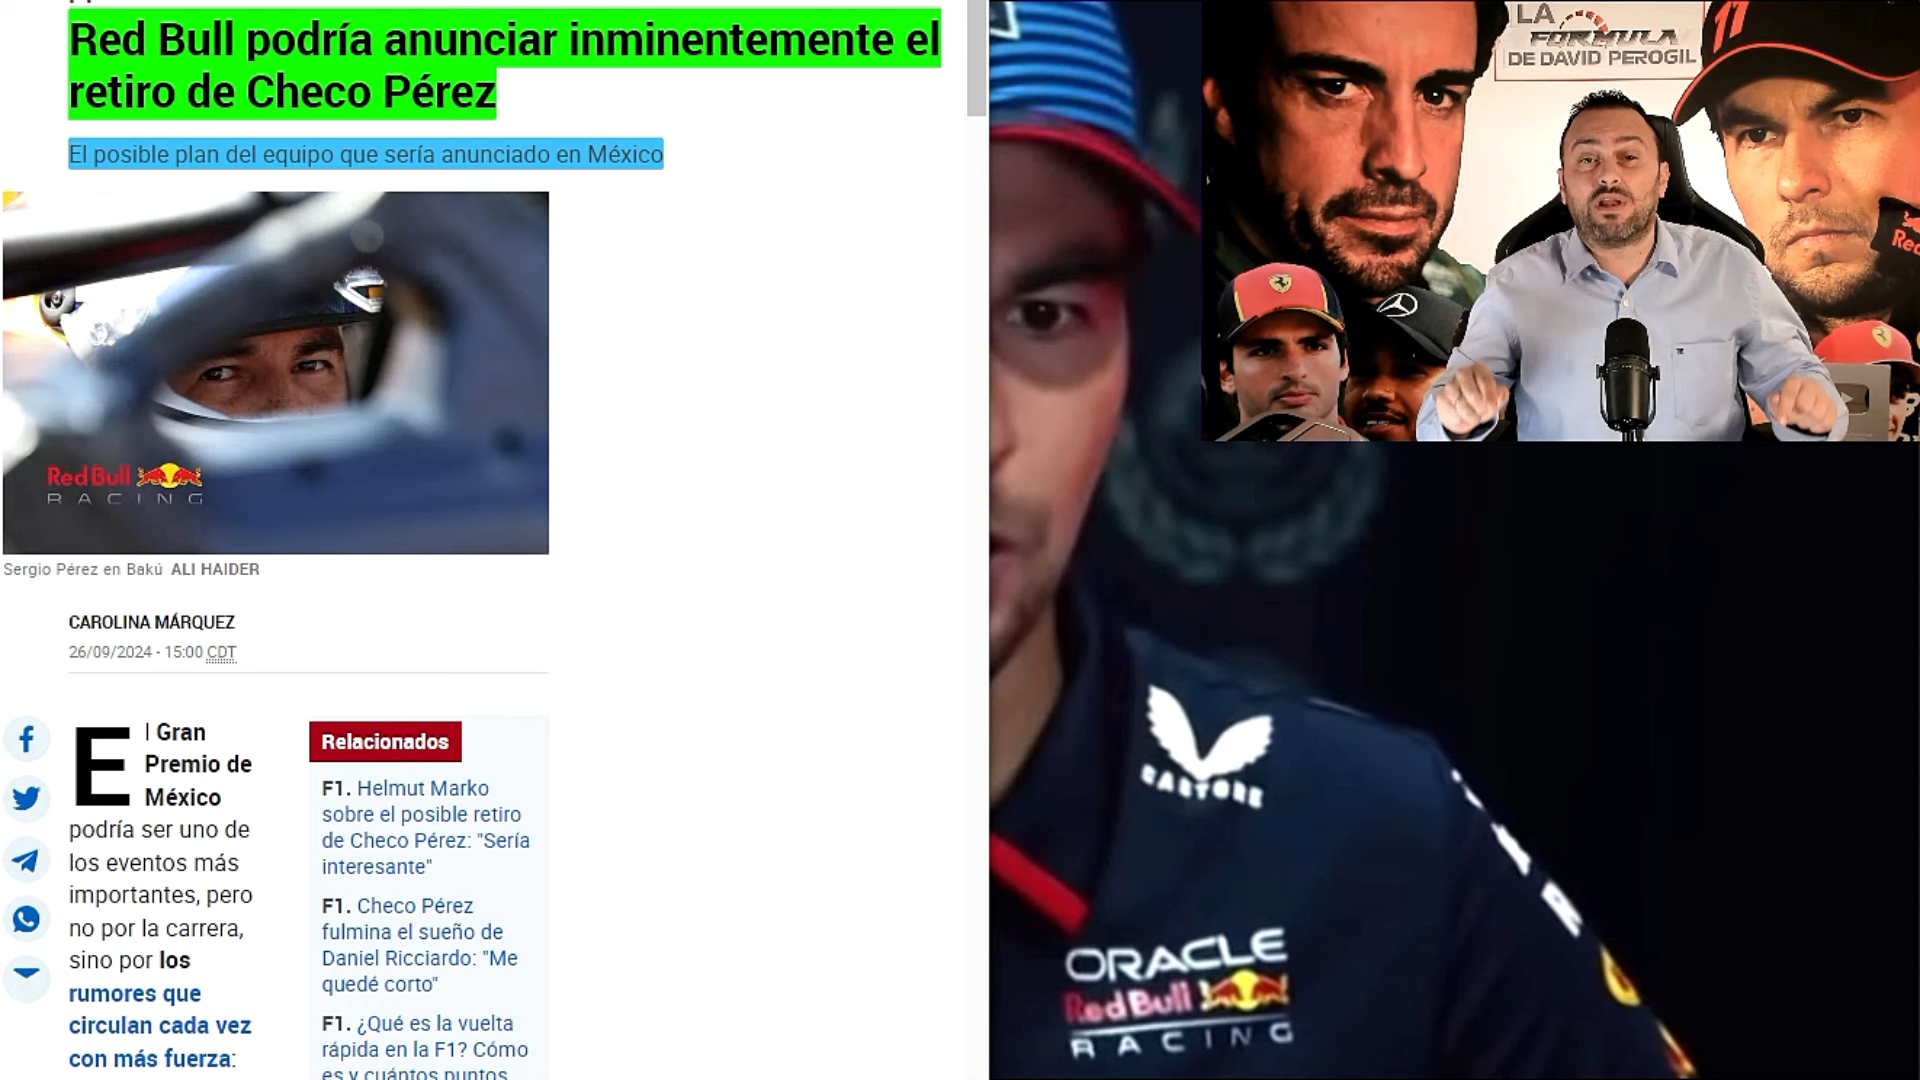 Red Bull podría anunciar inminentemente el
retiro de Checo Pérez
El posible plan del equipo que sería anunciado en México
Red Bull
RACING
Sergio Pérez en Bakú ALI HAIDER
CAROLINA MÁRQUEZ
26/09/2024 - 15:00 CDT
El Gran
Premio de
México
podría ser uno de
los eventos más
importantes, pero
no por la carrera,
sino por los
rumores que
circulan cada vez
con más fuerza:
Relacionados
F1. Helmut Marko
sobre el posible retiro
de Checo Pérez: "Sería
interesante"
F1. Checo Pérez
fulmina el sueño de
Daniel Ricciardo: "Me
quedé corto"
F1. ¿Qué es la vuelta
rápida en la F1? Cómo
es y cuántos puntos
LA
FÓRMULA
DE DAVID PEROGIL
11
Red
CASTORE
ORACLE
Red Bull
RACING